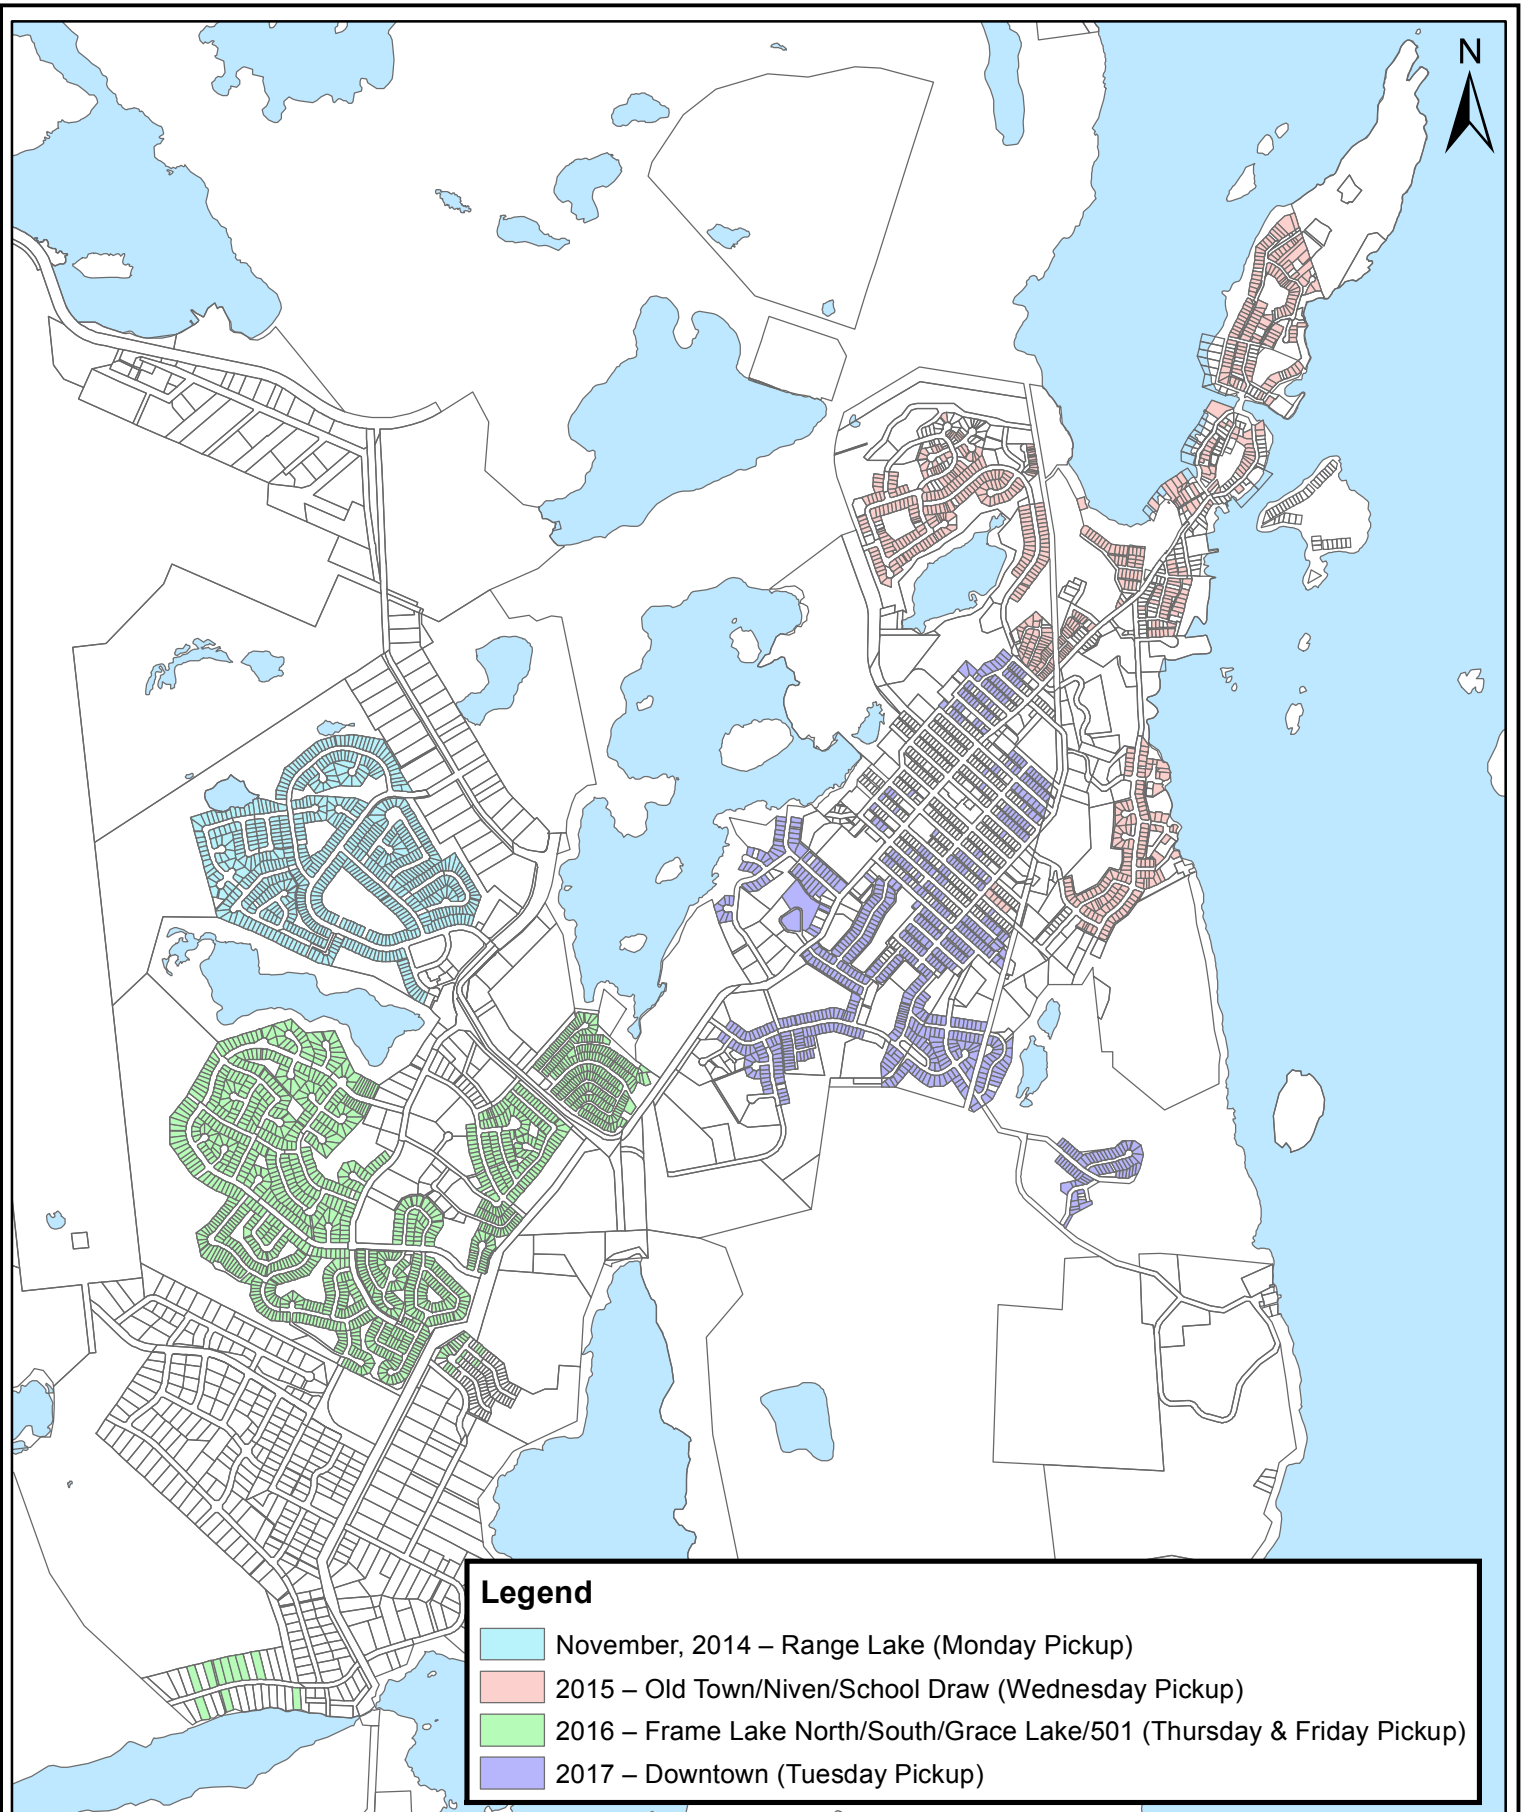 N
Legend
November, 2014 – Range Lake (Monday Pickup)
2015 – Old Town/Niven/School Draw (Wednesday Pickup)
2016 – Frame Lake North/South/Grace Lake/501 (Thursday & Friday Pickup)
2017 – Downtown (Tuesday Pickup)